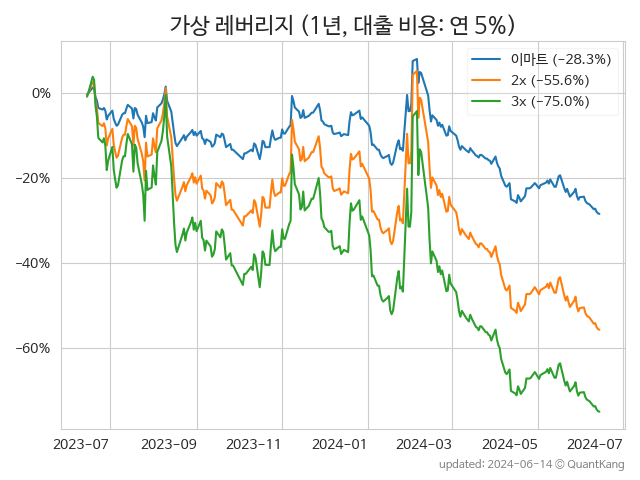 가상 레버리지 (1년, 대출 비용: 연 5%)
이마트 (−28.3%)
2x (−55.6%)
3x (−75.0%)
0%
−20%
−40%
−60%
2023-07 2023-09 2023-11 2024-01 2024-03 2024-05 2024-07
updated: 2024-06-14 © QuantKang